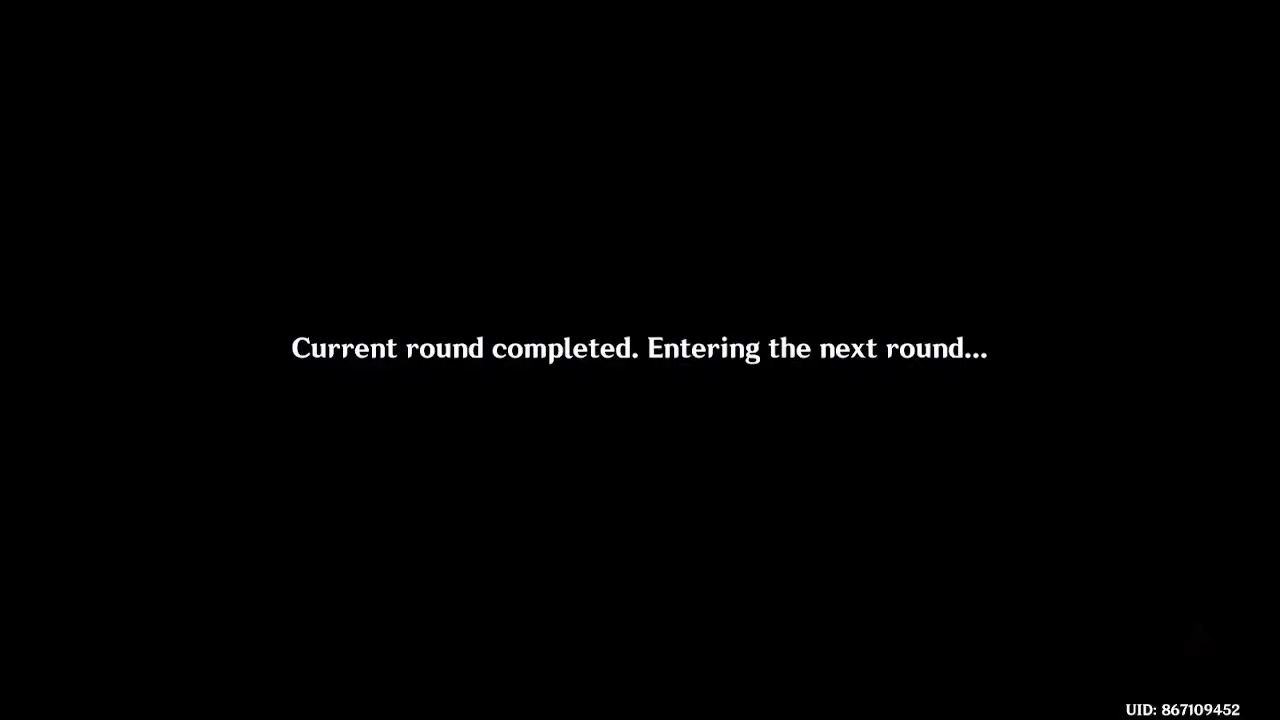 Current round completed. Entering the next round...
UID: 867109452